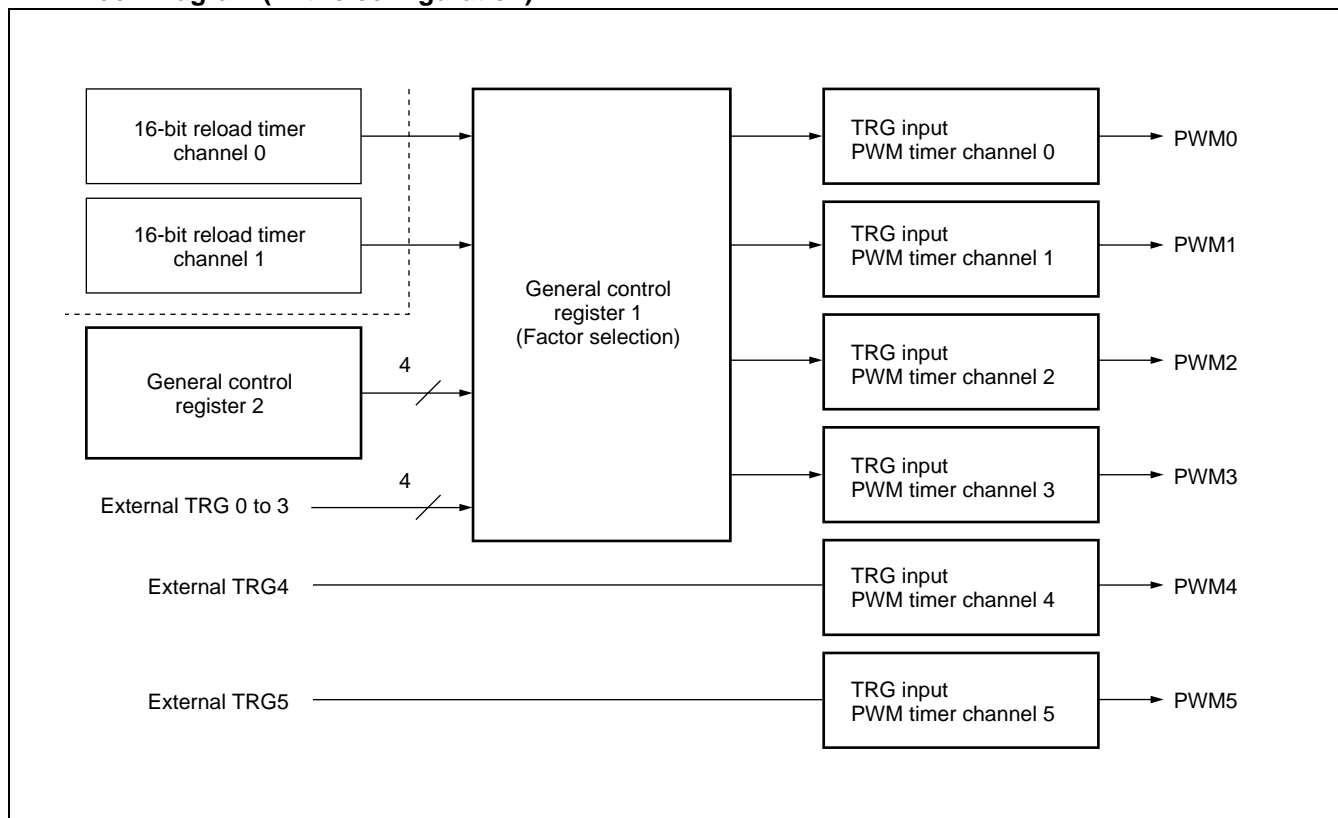 16-bit reload timer
channel 0
16-bit reload timer
channel 1
General control
register 2
4
External TRG 0 to 3
4
External TRG4
External TRG5
General control
register 1
(Factor selection)
TRG input
PWM timer channel 0
PWM0
TRG input
PWM timer channel 1
PWM1
TRG input
PWM timer channel 2
PWM2
TRG input
PWM timer channel 3
PWM3
TRG input
PWM timer channel 4
PWM4
TRG input
PWM timer channel 5
PWM5